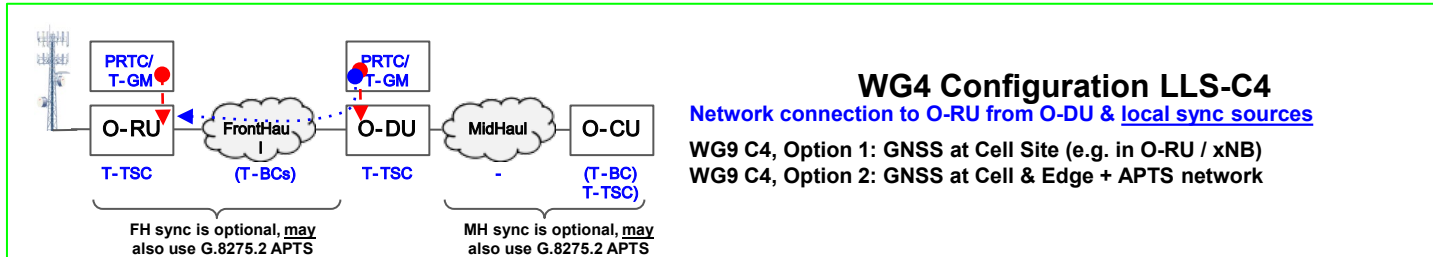 PRTC/
T-GM
PRTC/
T-GM
WG4 Configuration LLS-C4
Network connection to O-RU from O-DU & local sync sources
O-RU
FrontHau
l
O-DU
MidHaul
O-CU
WG9 C4, Option 1: GNSS at Cell Site (e.g. in O-RU / xNB)
WG9 C4, Option 2: GNSS at Cell & Edge + APTS network
T-TSC
(T-BCs)
T-TSC
-
(T-BC)
T-TSC)
FH sync is optional, may
also use G.8275.2 APTS
MH sync is optional, may
also use G.8275.2 APTS